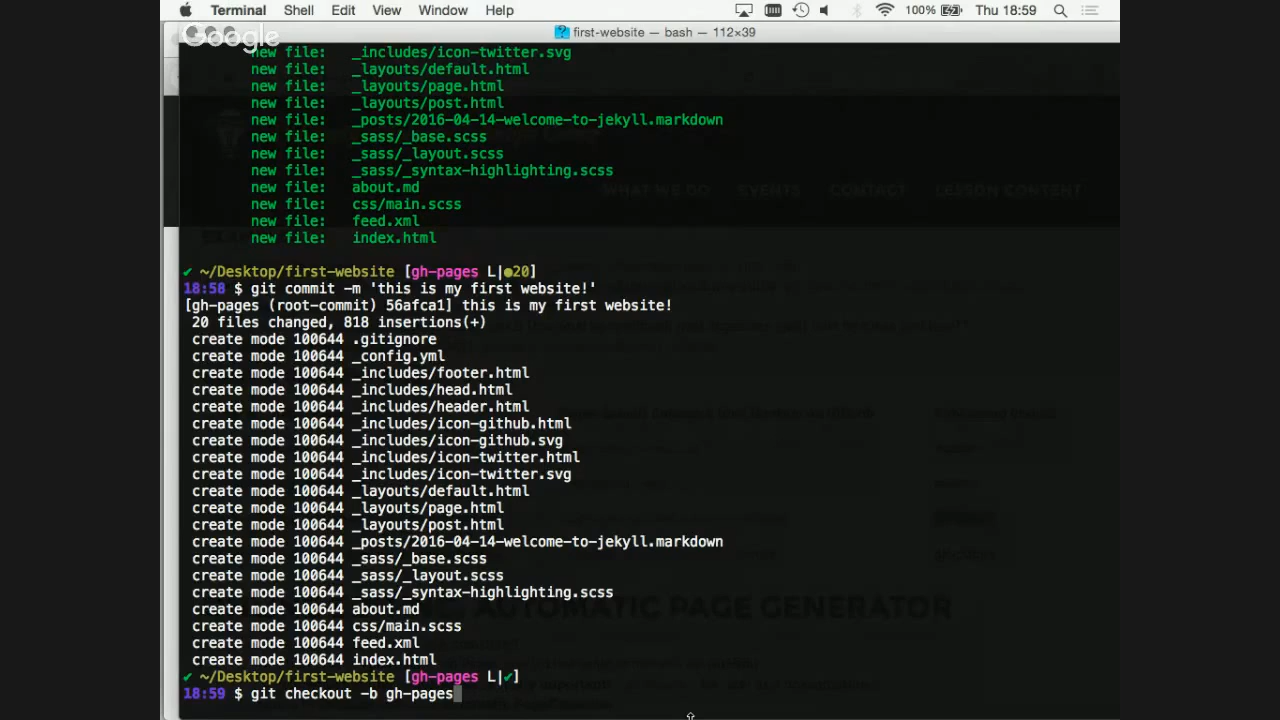 Terminal Shell Edit View Window Help 100% Thu 18:59
Google
first-website — bash — 112×39
new file: _includes/icon-twitter.svg
new file: _layouts/default.html
new file: _layouts/page.html
new file: _layouts/post.html
new file: _posts/2016-04-14-welcome-to-jekyll.markdown
new file: _sass/_base.scss
new file: _sass/_layout.scss
new file: _sass/_syntax-highlighting.scss
new file: about.md
WHAT WE DO EVENTS CONTACT LESSON CONTENT
new file: css/main.scss
new file: feed.xml
new file: index.html
✔ ~/Desktop/first-website [gh-pages L|●20]
18:58 $ git commit -m 'this is my first website!'
[gh-pages (root-commit) 56afca1] this is my first website!
20 files changed, 818 insertions(+)
create mode 100644 .gitignore
create mode 100644 _config.yml
create mode 100644 _includes/footer.html
create mode 100644 _includes/head.html
create mode 100644 _includes/header.html
create mode 100644 _includes/icon-github.html
create mode 100644 _includes/icon-github.svg
create mode 100644 _includes/icon-twitter.html
create mode 100644 _includes/icon-twitter.svg
create mode 100644 _layouts/default.html
create mode 100644 _layouts/page.html
create mode 100644 _layouts/post.html
create mode 100644 _posts/2016-04-14-welcome-to-jekyll.markdown
create mode 100644 _sass/_base.scss
create mode 100644 _sass/_layout.scss
create mode 100644 _sass/_syntax-highlighting.scss
create mode 100644 about.md
AUTOMATIC PAGE GENERATOR
create mode 100644 css/main.scss
create mode 100644 feed.xml
create mode 100644 index.html
✔ ~/Desktop/first-website [gh-pages L|✔]
18:59 $ git checkout -b gh-pages